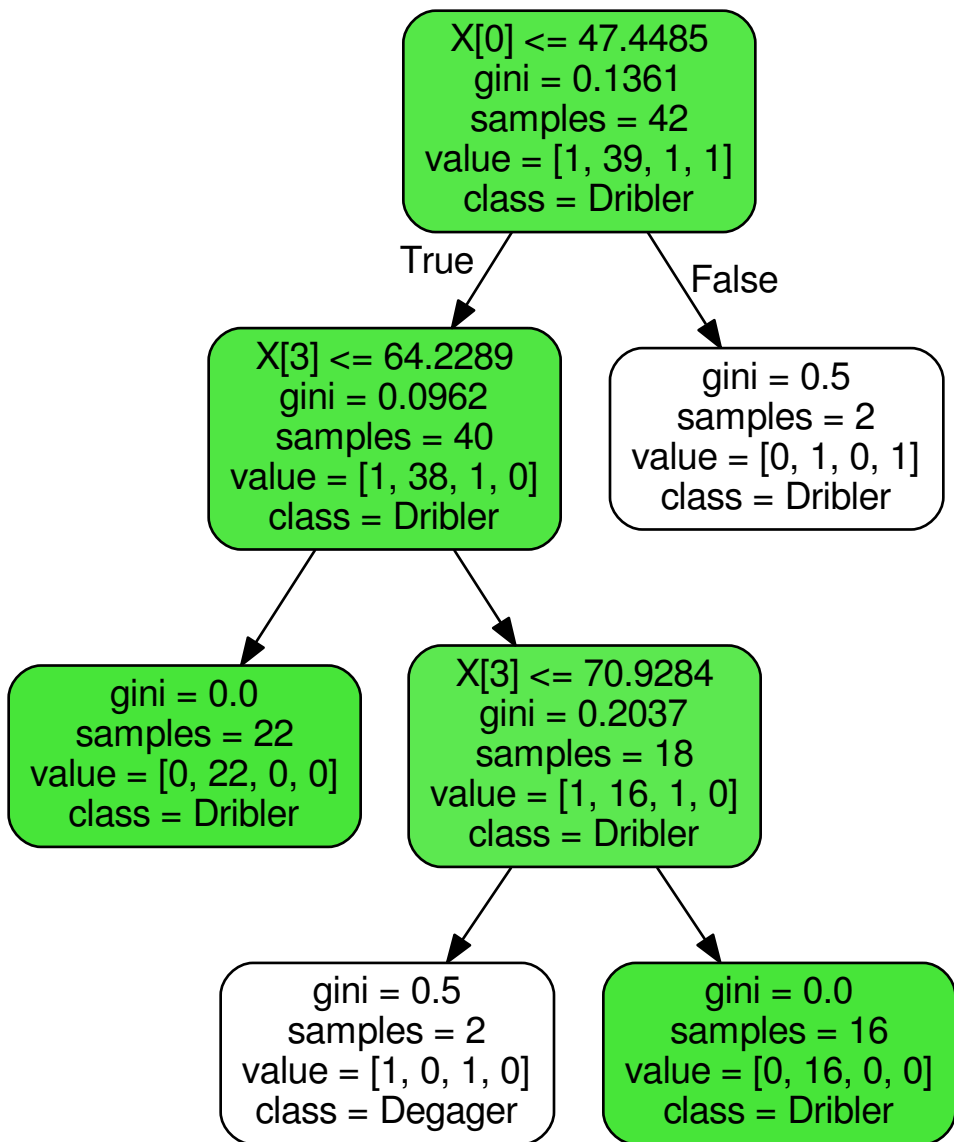 X[0] <= 47.4485
gini = 0.1361
samples = 42
value = [1, 39, 1, 1]
class = Dribler
True
False
X[3] <= 64.2289
gini = 0.0962
samples = 40
value = [1, 38, 1, 0]
class = Dribler
gini = 0.5
samples = 2
value = [0, 1, 0, 1]
class = Dribler
gini = 0.0
samples = 22
value = [0, 22, 0, 0]
class = Dribler
X[3] <= 70.9284
gini = 0.2037
samples = 18
value = [1, 16, 1, 0]
class = Dribler
gini = 0.5
samples = 2
value = [1, 0, 1, 0]
class = Degager
gini = 0.0
samples = 16
value = [0, 16, 0, 0]
class = Dribler